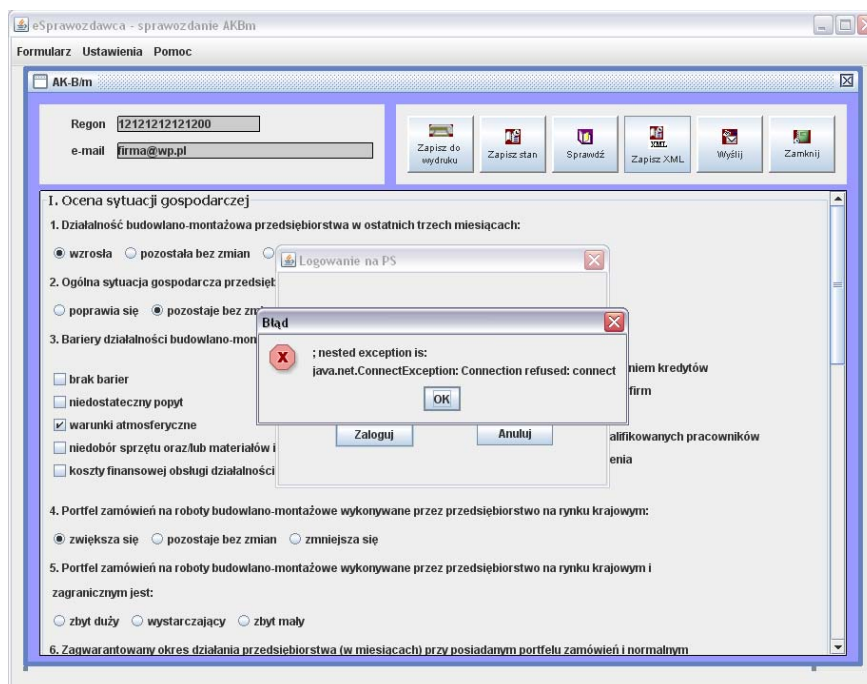 eSprawozdawca - sprawozdanie AKBm
Formularz Ustawienia Pomoc
AK-B/m
Regon 12121212121200
e-mail firma@wp.pl
Zapisz do wydruku
Zapisz stan
Sprawdź
XML
Zapisz XML
Wyślij
Zamknij
I. Ocena sytuacji gospodarczej
1. Działalność budowlano-montażowa przedsiębiorstwa w ostatnich trzech miesiącach:
wzrosła pozostała bez zmian
Logowanie na PS
2. Ogólna sytuacja gospodarcza przedsięb
poprawia się pozostaje bez zmi
Błąd
; nested exception is:
java.net.ConnectException: Connection refused: connect
OK
3. Bariery działalności budowlano-mon
brak barier
niem kredytów
niedostateczny popyt
firm
warunki atmosferyczne
Zaloguj Anuluj
alifikowanych pracowników
niedobór sprzętu oraz/lub materiałów i
enia
koszty finansowej obsługi działalności
4. Portfel zamówień na roboty budowlano-montażowe wykonywane przez przedsiębiorstwo na rynku krajowym:
zwiększa się pozostaje bez zmian zmniejsza się
5. Portfel zamówień na roboty budowlano-montażowe wykonywane przez przedsiębiorstwo na rynku krajowym i
zagranicznym jest:
zbyt duży wystarczający zbyt mały
6. Zagwarantowany okres działania przedsiębiorstwa (w miesiącach) przy posiadanym portfelu zamówień i normalnym